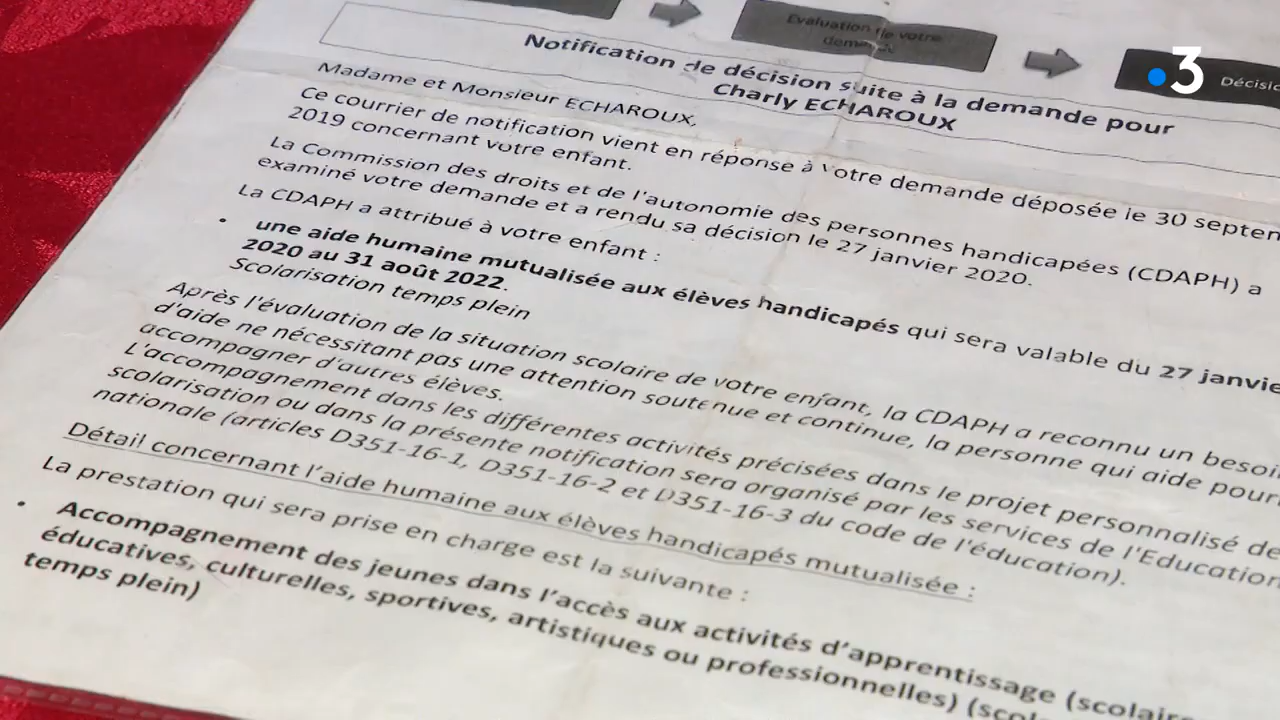 Evaluation de votre
demande
Décisio
3
Notification de décision suite à la demande pour
Charly ECHAROUX
Madame et Monsieur ECHAROUX,
Ce courrier de notification vient en réponse à votre demande déposée le 30 septen
2019 concernant votre enfant.
La Commission des droits et de l'autonomie des personnes handicapées (CDAPH) a
examiné votre demande et a rendu sa décision le 27 janvier 2020.
La CDAPH a attribué à votre enfant :
• une aide humaine mutualisée aux élèves handicapés qui sera valable du 27 janvie
2020 au 31 août 2022.
Scolarisation temps plein
Après l'évaluation de la situation scolaire de votre enfant, la CDAPH a reconnu un besoi
d'aide ne nécessitant pas une attention soutenue et continue, la personne qui aide pour
accompagner d'autres élèves.
L'accompagnement dans les différentes activités précisées dans le projet personnalisé de
scolarisation ou dans la présente notification sera organisé par les services de l'Education
nationale (articles D351-16-1, D351-16-2 et D351-16-3 du code de l'éducation).
Détail concernant l'aide humaine aux élèves handicapés mutualisée :
La prestation qui sera prise en charge est la suivante :
• Accompagnement des jeunes dans l'accès aux activités d'apprentissage (scolaire
éducatives, culturelles, sportives, artistiques ou professionnelles) (scol
temps plein)